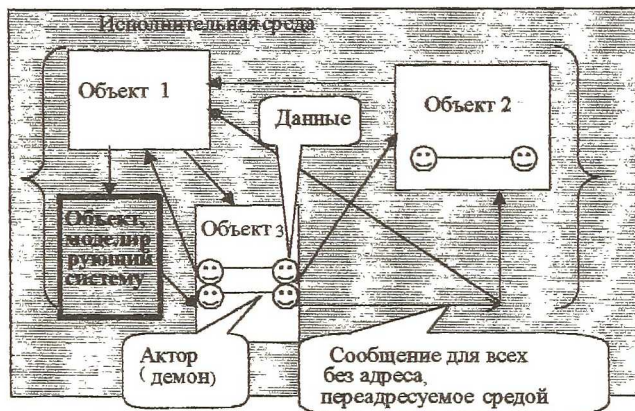 Исполнительная среда
Объект 1
Объект 2
Данные
Объект,
моделир
рующий
систему
Объект 3
Актор
( демон)
Сообщение для всех
без адреса,
переадресуемое средой